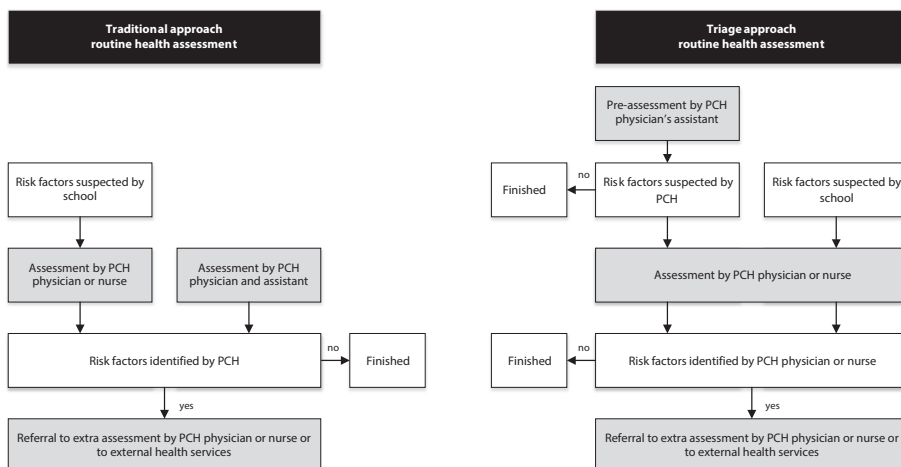 Traditional approach
routine health assessment
Risk factors suspected by
school
Assessment by PCH
physician or nurse
Assessment by PCH
physician and assistant
Risk factors identified by PCH
no
Finished
yes
Referral to extra assessment by PCH physician or nurse or
to external health services
Triage approach
routine health assessment
Pre-assessment by PCH
physician's assistant
Finished
no
Risk factors suspected by
PCH
Risk factors suspected by
school
Assessment by PCH physician or nurse
Finished
no
Risk factors identified by PCH physician or nurse
yes
Referral to extra assessment by PCH physician or nurse or
to external health services